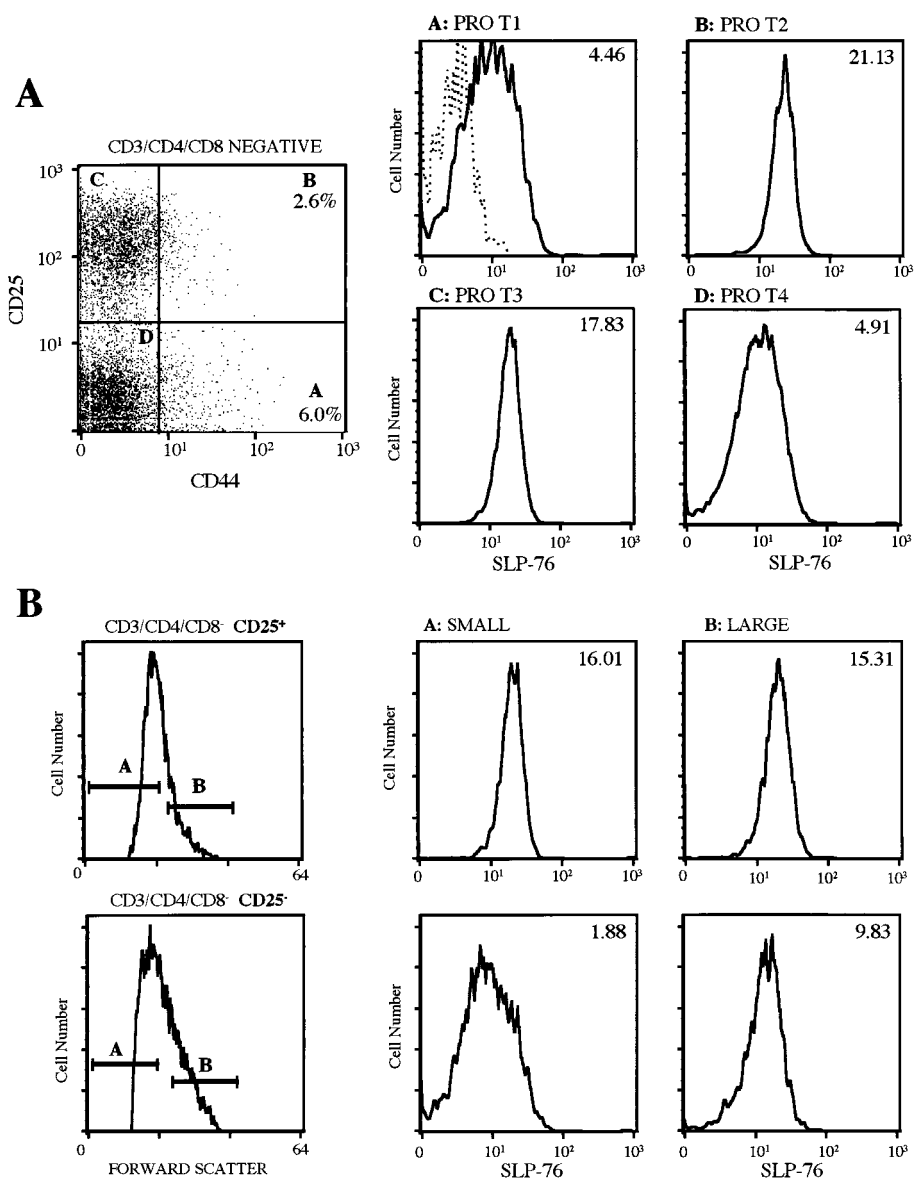 A
CD3/CD4/CD8 NEGATIVE
10³
10²
10¹
CD25
C
B
2.6%
D
A
6.0%
0 10¹ 10² 10³
CD44
A: PRO T1
4.46
Cell Number
0 10¹ 10² 10³
B: PRO T2
21.13
10¹ 10² 10³
C: PRO T3
17.83
Cell Number
0 10¹ 10² 10³
SLP-76
D: PRO T4
4.91
0 10¹ 10² 10³
SLP-76
B
CD3/CD4/CD8⁻ CD25⁺
Cell Number
A
B
0 64
A: SMALL
16.01
Cell Number
0 10¹ 10² 10³
B: LARGE
15.31
0 10¹ 10² 10³
CD3/CD4/CD8⁻ CD25⁻
Cell Number
A
B
0 64
FORWARD SCATTER
1.88
Cell Number
0 10¹ 10² 10³
SLP-76
9.83
0 10¹ 10² 10³
SLP-76